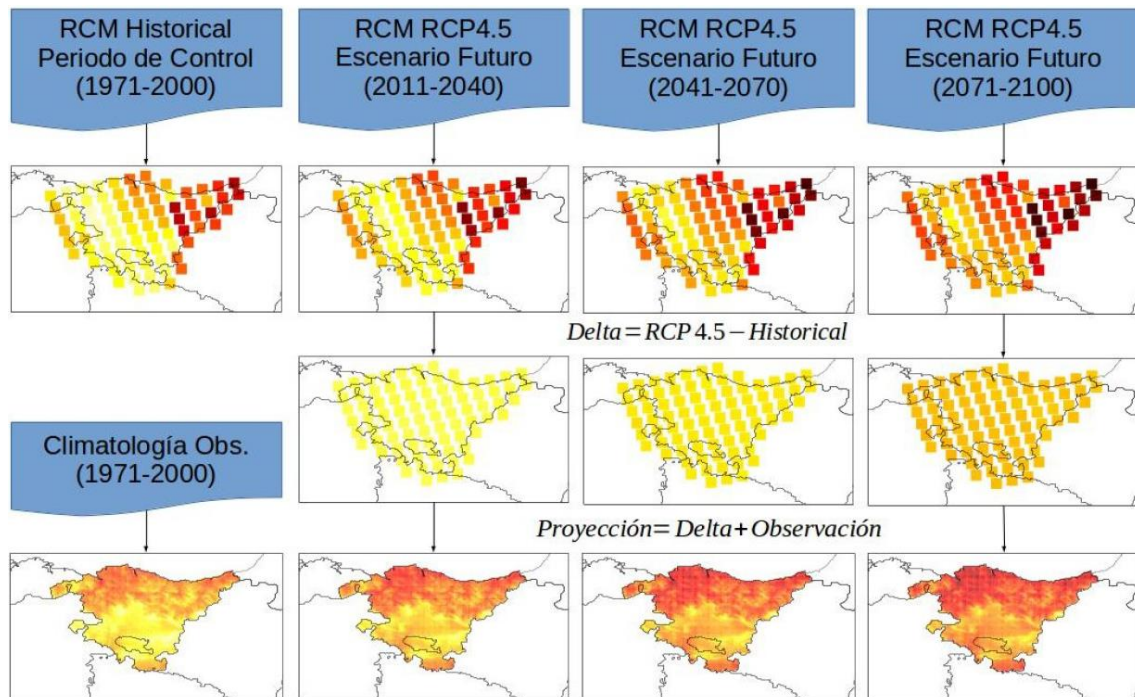 RCM Historical
Periodo de Control
(1971-2000)
RCM RCP4.5
Escenario Futuro
(2011-2040)
RCM RCP4.5
Escenario Futuro
(2041-2070)
RCM RCP4.5
Escenario Futuro
(2071-2100)
Delta=RCP 4.5−Historical
Climatología Obs.
(1971-2000)
Proyección=Delta+Observación